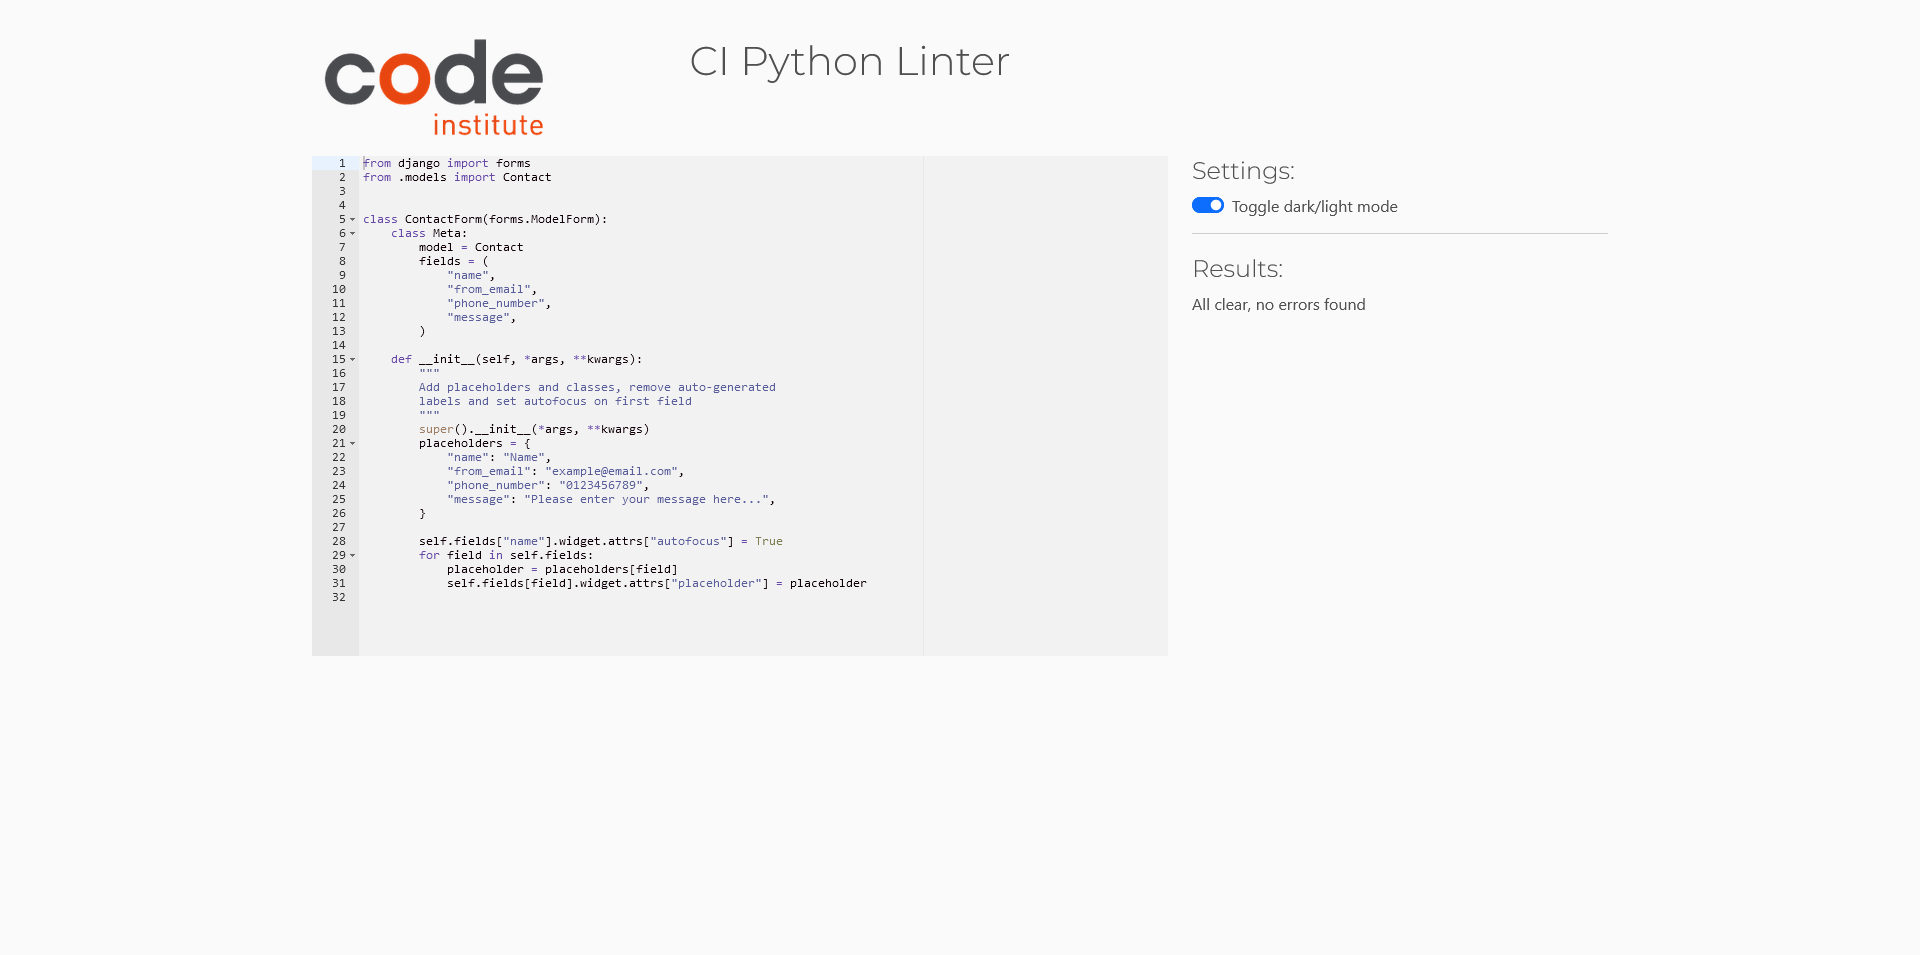 code
institute
CI Python Linter
1 from django import forms
2 from .models import Contact
3
4
5 class ContactForm(forms.ModelForm):
6     class Meta:
7         model = Contact
8         fields = (
9             "name",
10             "from_email",
11             "phone_number",
12             "message",
13         )
14
15     def __init__(self, *args, **kwargs):
16         """
17         Add placeholders and classes, remove auto-generated
18         labels and set autofocus on first field
19         """
20         super().__init__(*args, **kwargs)
21         placeholders = {
22             "name": "Name",
23             "from_email": "example@email.com",
24             "phone_number": "0123456789",
25             "message": "Please enter your message here...",
26         }
27
28         self.fields["name"].widget.attrs["autofocus"] = True
29         for field in self.fields:
30             placeholder = placeholders[field]
31             self.fields[field].widget.attrs["placeholder"] = placeholder
32
Settings:
Toggle dark/light mode
Results:
All clear, no errors found